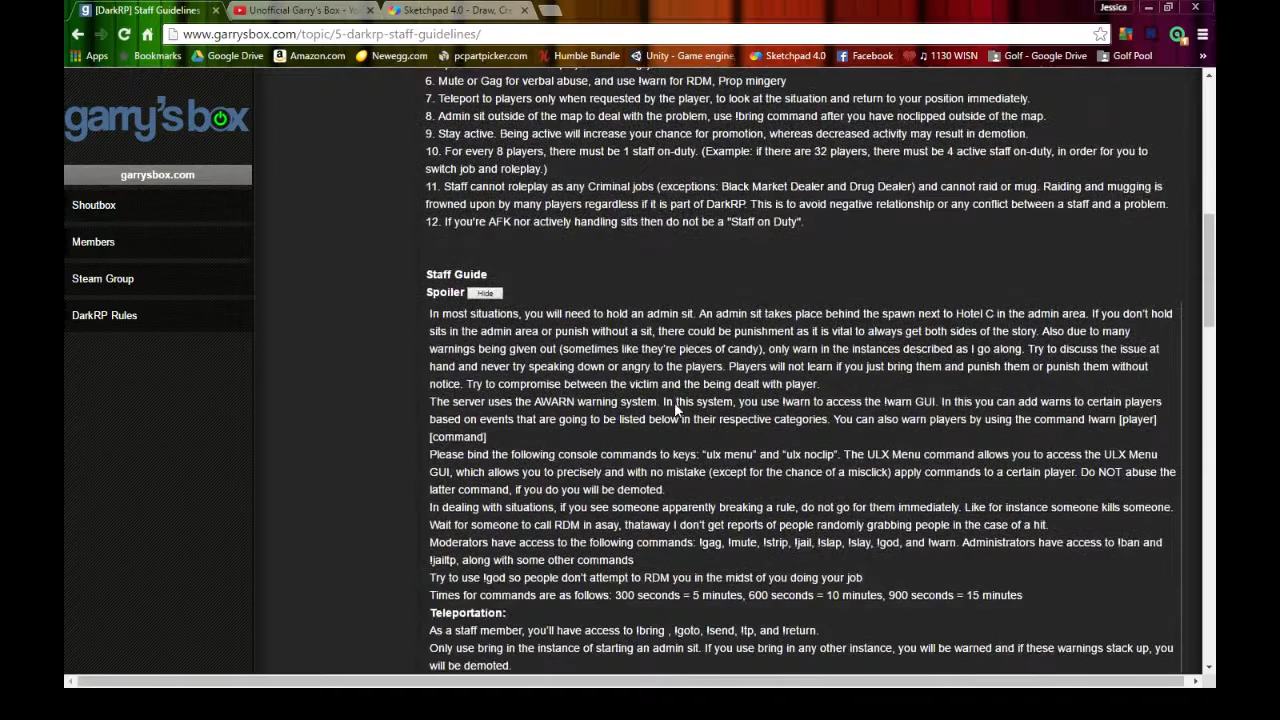 [DarkRP] Staff Guidelines
Unofficial Garry's Box - Yo
Sketchpad 4.0 - Draw, Cre
Jessica
www.garrysbox.com/topic/5-darkrp-staff-guidelines/
Apps
Bookmarks
Google Drive
Amazon.com
Newegg.com
pcpartpicker.com
Humble Bundle
Unity - Game engine
Sketchpad 4.0
Facebook
1130 WISN
Golf - Google Drive
Golf Pool
garry's box
garrysbox.com
Shoutbox
Members
Steam Group
DarkRP Rules
6. Mute or Gag for verbal abuse, and use !warn for RDM, Prop mingery
7. Teleport to players only when requested by the player, to look at the situation and return to your position immediately.
8. Admin sit outside of the map to deal with the problem, use !bring command after you have noclipped outside of the map.
9. Stay active. Being active will increase your chance for promotion, whereas decreased activity may result in demotion.
10. For every 8 players, there must be 1 staff on-duty. (Example: if there are 32 players, there must be 4 active staff on-duty, in order for you to
switch job and roleplay.)
11. Staff cannot roleplay as any Criminal jobs (exceptions: Black Market Dealer and Drug Dealer) and cannot raid or mug. Raiding and mugging is
frowned upon by many players regardless if it is part of DarkRP. This is to avoid negative relationship or any conflict between a staff and a problem.
12. If you're AFK nor actively handling sits then do not be a "Staff on Duty".
Staff Guide
Spoiler Hide
In most situations, you will need to hold an admin sit. An admin sit takes place behind the spawn next to Hotel C in the admin area. If you don't hold
sits in the admin area or punish without a sit, there could be punishment as it is vital to always get both sides of the story. Also due to many
warnings being given out (sometimes like they're pieces of candy), only warn in the instances described as I go along. Try to discuss the issue at
hand and never try speaking down or angry to the players. Players will not learn if you just bring them and punish them or punish them without
notice. Try to compromise between the victim and the being dealt with player.
The server uses the AWARN warning system. In this system, you use !warn to access the !warn GUI. In this you can add warns to certain players
based on events that are going to be listed below in their respective categories. You can also warn players by using the command !warn [player]
[command]
Please bind the following console commands to keys: “ulx menu” and “ulx noclip”. The ULX Menu command allows you to access the ULX Menu
GUI, which allows you to precisely and with no mistake (except for the chance of a misclick) apply commands to a certain player. Do NOT abuse the
latter command, if you do you will be demoted.
In dealing with situations, if you see someone apparently breaking a rule, do not go for them immediately. Like for instance someone kills someone.
Wait for someone to call RDM in asay, thataway I don't get reports of people randomly grabbing people in the case of a hit.
Moderators have access to the following commands: !gag, !mute, !strip, !jail, !slap, !slay, !god, and !warn. Administrators have access to !ban and
!jailtp, along with some other commands
Try to use !god so people don't attempt to RDM you in the midst of you doing your job
Times for commands are as follows: 300 seconds = 5 minutes, 600 seconds = 10 minutes, 900 seconds = 15 minutes
Teleportation:
As a staff member, you'll have access to !bring , !goto, !send, !tp, and !return.
Only use bring in the instance of starting an admin sit. If you use bring in any other instance, you will be warned and if these warnings stack up, you
will be demoted.